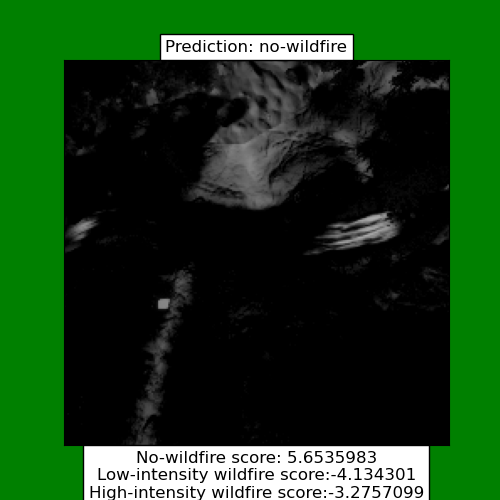 Prediction: no-wildfire
No-wildfire score: 5.6535983
Low-intensity wildfire score:-4.134301
High-intensity wildfire score:-3.2757099